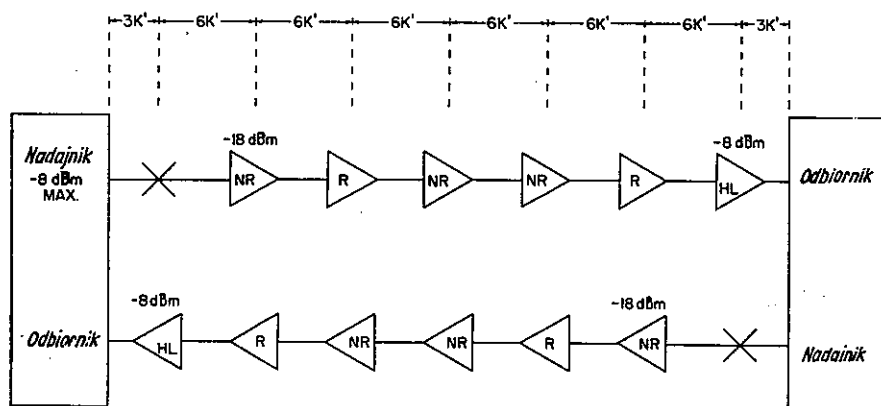 3K' 6K' 6K' 6K' 6K' 6K' 6K' 3K'
Nadajnik
-8 dBm
MAX.
-18 dBm
NR
R
NR
NR
R
-8 dBm
HL
Odbiornik
Odbiornik
-8 dBm
HL
R
NR
NR
R
-18 dBm
NR
Nadajnik